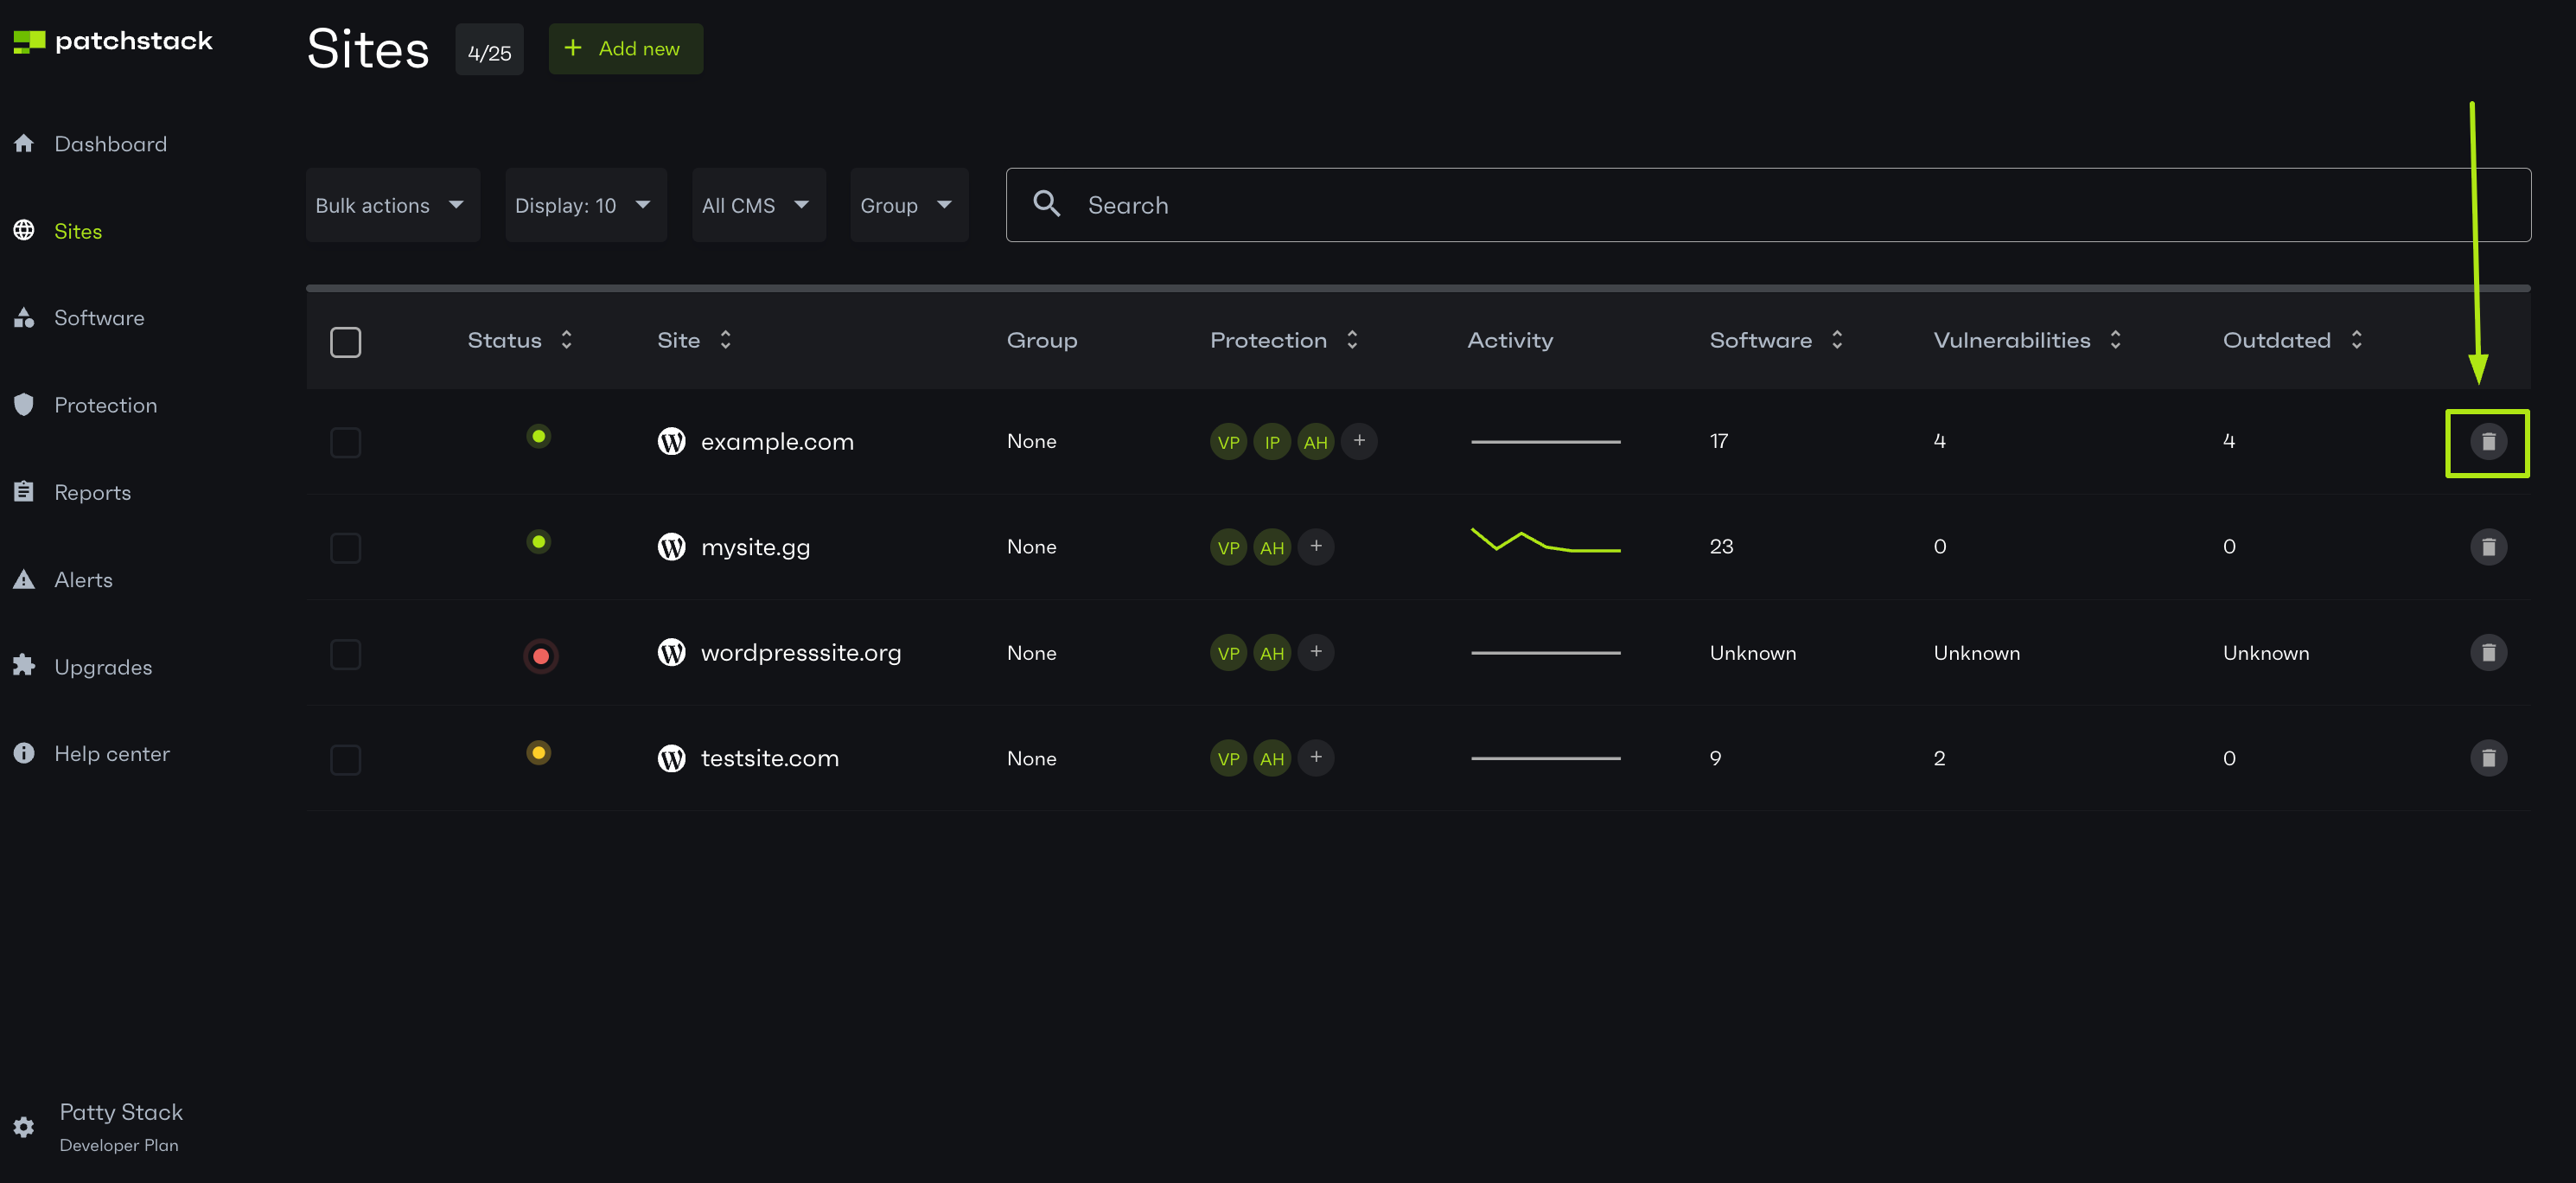 patchstack
Sites 4/25 + Add new
Dashboard
Sites
Software
Protection
Reports
Alerts
Upgrades
Help center
Patty Stack
Developer Plan
Bulk actions Display: 10 All CMS Group Search
Status Site Group Protection Activity Software Vulnerabilities Outdated
example.com None VP IP AH + 17 4 4
mysite.gg None VP AH + 23 0 0
wordpresssite.org None VP AH + Unknown Unknown Unknown
testsite.com None VP AH + 9 2 0